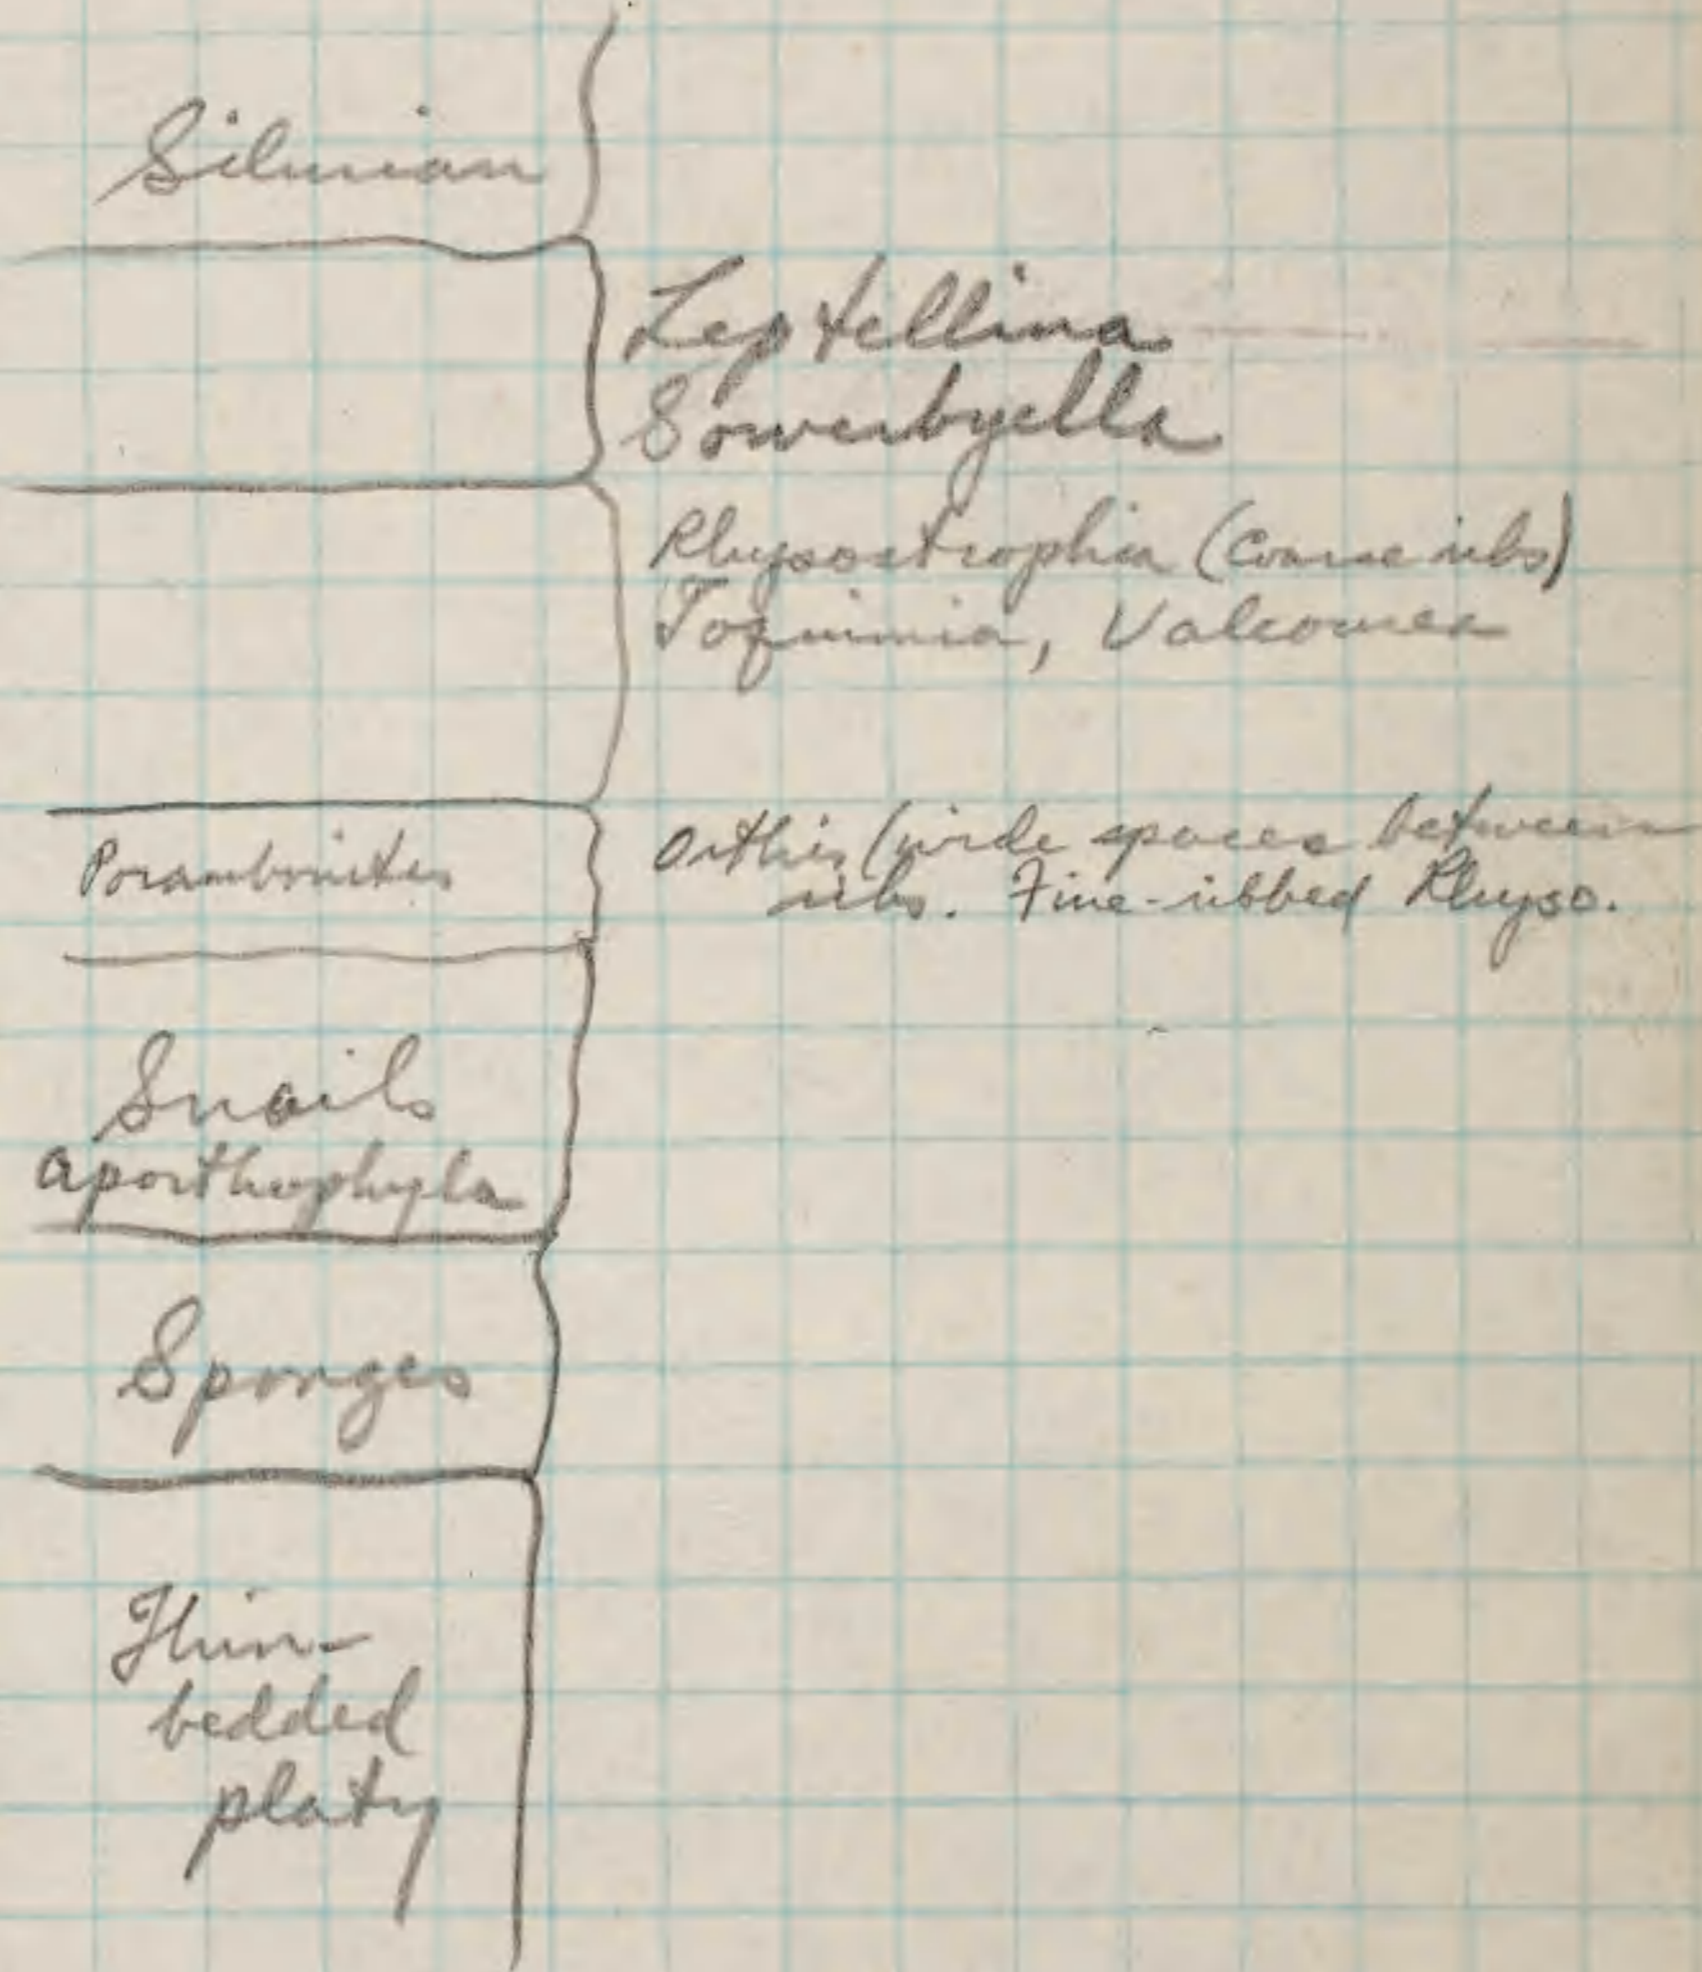 Silurian
Leptellina
Sowerbyella
Rhysostrophia (coarse ribs)
Toquimia, Valcourea
Porambonites
Orthis (wide spaces between
ribs. Fine-ribbed Rhyso.
Snails
Aporthophyla
Sponges
Thin-
bedded
platy